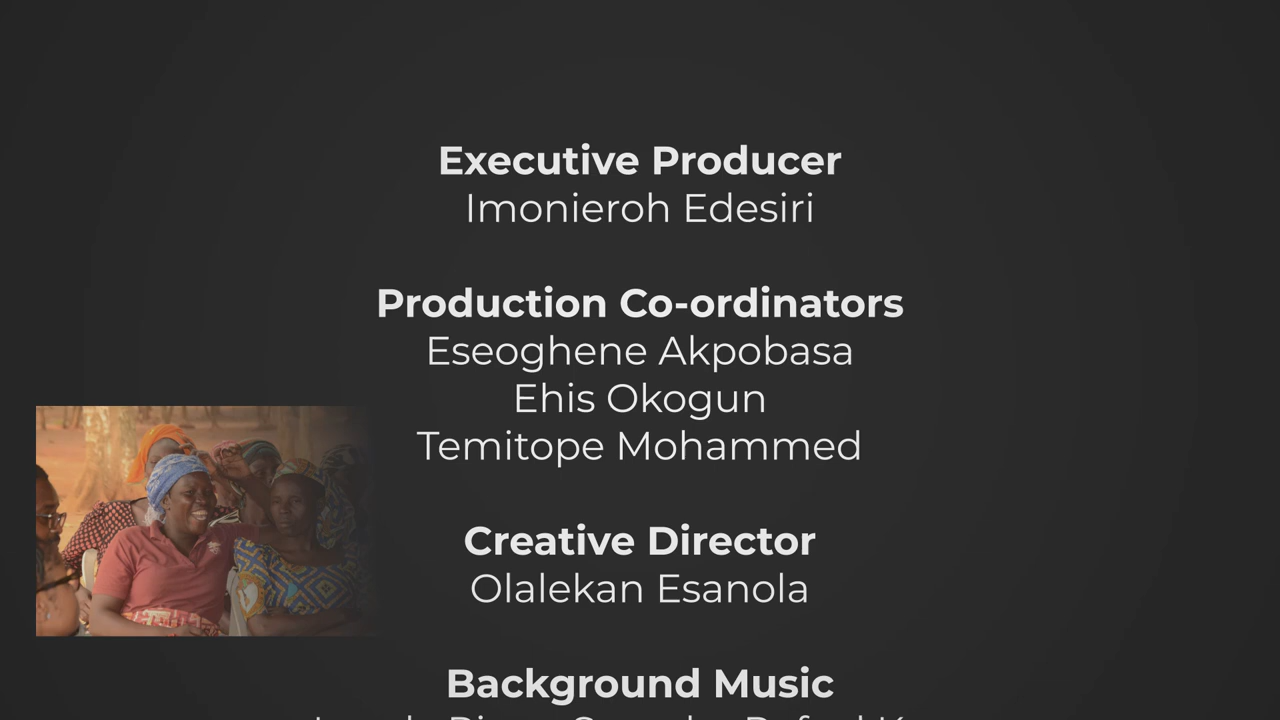 Executive Producer
Imonieroh Edesiri
Production Co-ordinators
Eseoghene Akpobasa
Ehis Okogun
Temitope Mohammed
Creative Director
Olalekan Esanola
Background Music